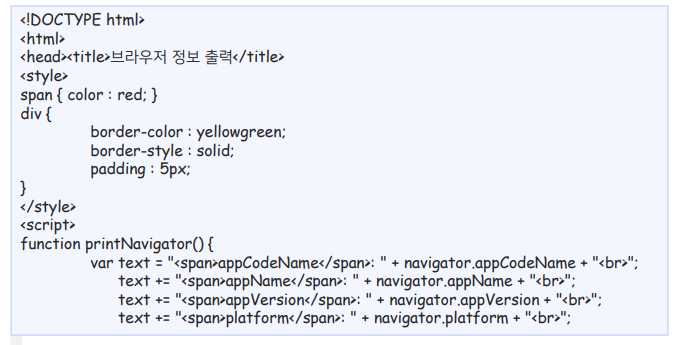 <!DOCTYPE html>
<html>
<head><title>브라우저 정보 출력</title>
<style>
span { color : red; }
div {
border-color : yellowgreen;
border-style : solid;
padding : 5px;
}
</style>
<script>
function printNavigator() {
var text = "<span>appCodeName</span>: " + navigator.appCodeName + "<br>";
text += "<span>appName</span>: " + navigator.appName + "<br>";
text += "<span>appVersion</span>: " + navigator.appVersion + "<br>";
text += "<span>platform</span>: " + navigator.platform + "<br>";